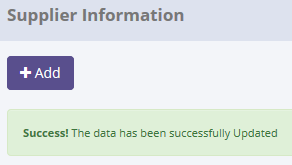 Supplier Information
+ Add
Success! The data has been successfully Updated